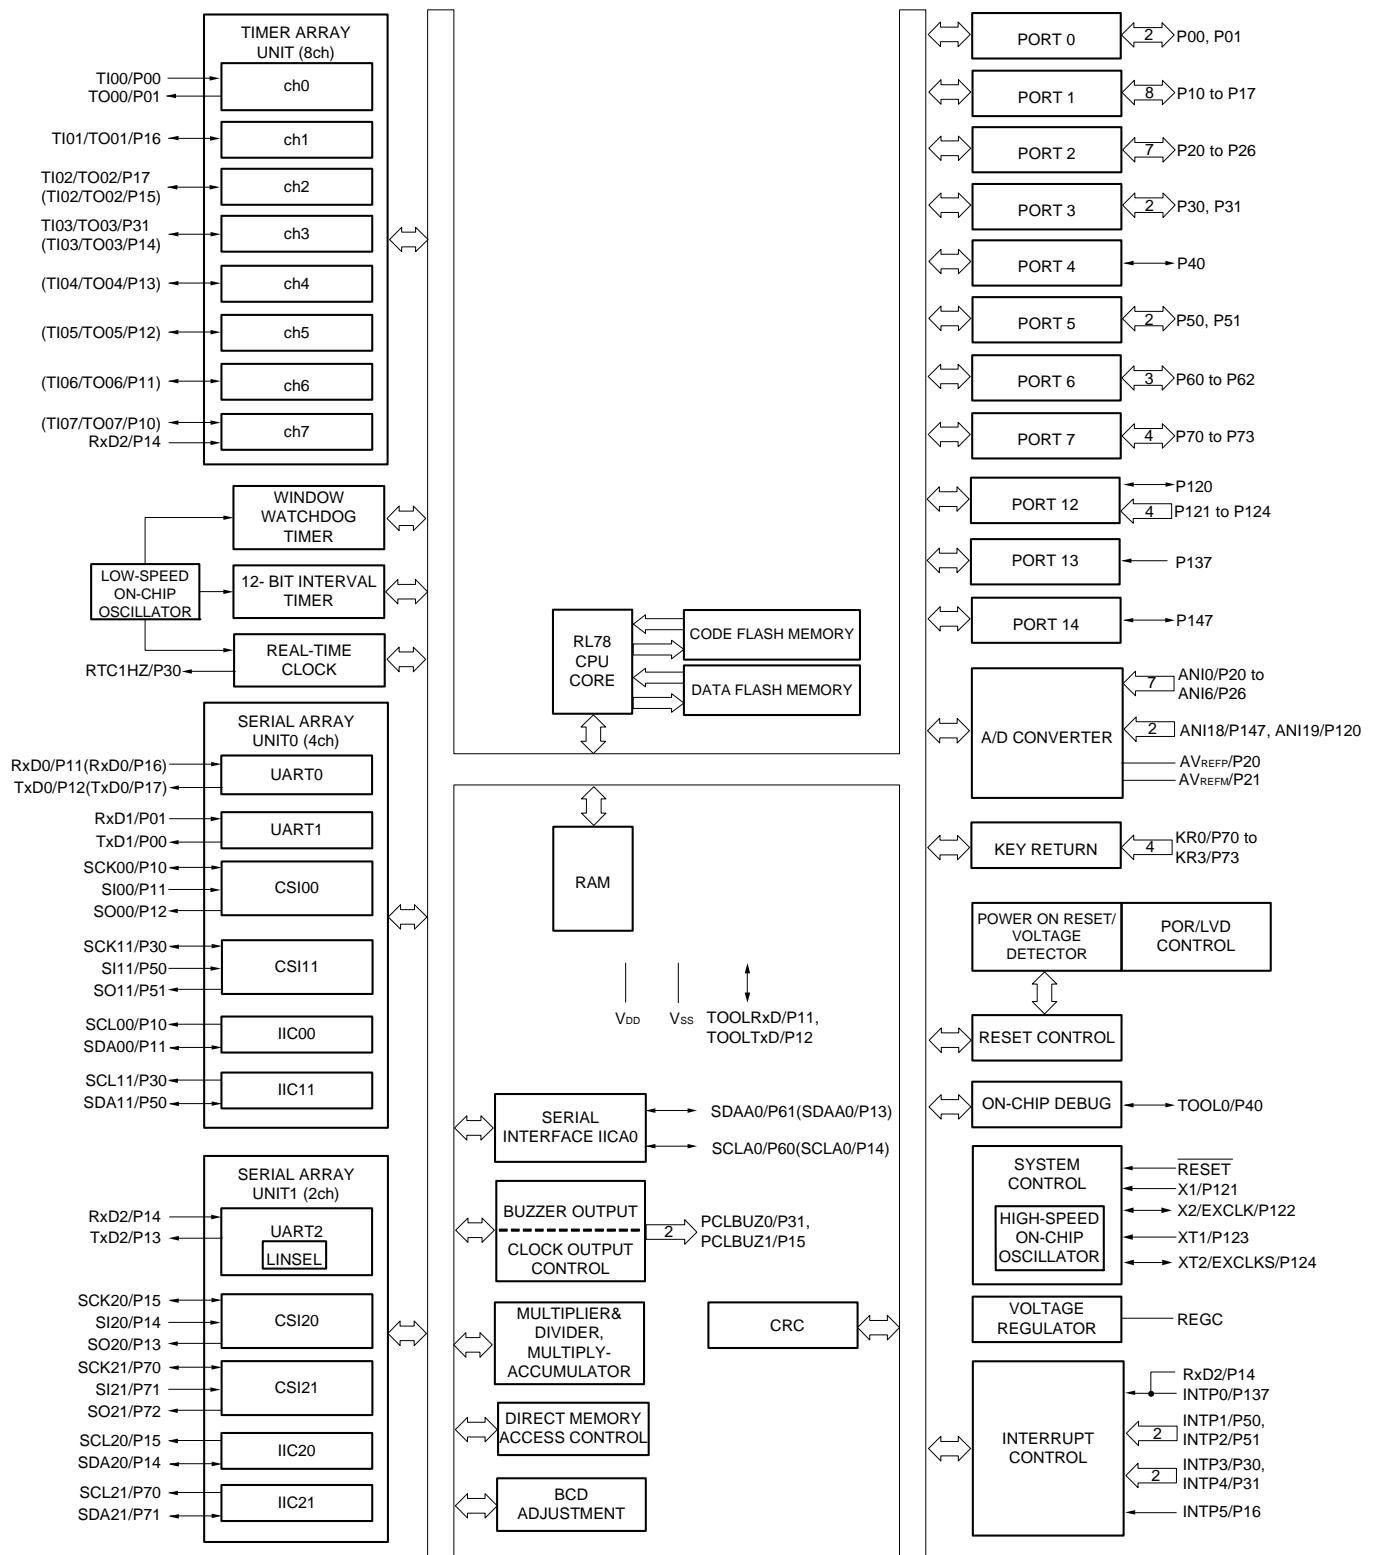 TIMER ARRAY
UNIT (8ch)
TI00/P00
TO00/P01
ch0
TI01/TO01/P16
ch1
TI02/TO02/P17
(TI02/TO02/P15)
ch2
TI03/TO03/P31
(TI03/TO03/P14)
ch3
(TI04/TO04/P13)
ch4
(TI05/TO05/P12)
ch5
(TI06/TO06/P11)
ch6
(TI07/TO07/P10)
RxD2/P14
ch7
WINDOW
WATCHDOG
TIMER
LOW-SPEED
ON-CHIP
OSCILLATOR
12- BIT INTERVAL
TIMER
REAL-TIME
CLOCK
RTC1HZ/P30
SERIAL ARRAY
UNIT0 (4ch)
RxD0/P11(RxD0/P16)
TxD0/P12(TxD0/P17)
UART0
RxD1/P01
TxD1/P00
UART1
SCK00/P10
SI00/P11
SO00/P12
CSI00
SCK11/P30
SI11/P50
SO11/P51
CSI11
SCL00/P10
SDA00/P11
IIC00
SCL11/P30
SDA11/P50
IIC11
SERIAL ARRAY
UNIT1 (2ch)
RxD2/P14
TxD2/P13
UART2
LINSEL
SCK20/P15
SI20/P14
SO20/P13
CSI20
SCK21/P70
SI21/P71
SO21/P72
CSI21
SCL20/P15
SDA20/P14
IIC20
SCL21/P70
SDA21/P71
IIC21
RL78
CPU
CORE
CODE FLASH MEMORY
DATA FLASH MEMORY
RAM
VDD
VSS
TOOLRxD/P11,
TOOLTxD/P12
SERIAL
INTERFACE IICA0
SDAA0/P61(SDAA0/P13)
SCLA0/P60(SCLA0/P14)
BUZZER OUTPUT
CLOCK OUTPUT
CONTROL
2
PCLBUZ0/P31,
PCLBUZ1/P15
MULTIPLIER&
DIVIDER,
MULTIPLY-
ACCUMULATOR
CRC
DIRECT MEMORY
ACCESS CONTROL
BCD
ADJUSTMENT
PORT 0
2
P00, P01
PORT 1
8
P10 to P17
PORT 2
7
P20 to P26
PORT 3
2
P30, P31
PORT 4
P40
PORT 5
2
P50, P51
PORT 6
3
P60 to P62
PORT 7
4
P70 to P73
PORT 12
P120
4
P121 to P124
PORT 13
P137
PORT 14
P147
A/D CONVERTER
7
ANI0/P20 to
ANI6/P26
2
ANI18/P147, ANI19/P120
AVREFP/P20
AVREFM/P21
KEY RETURN
4
KR0/P70 to
KR3/P73
POWER ON RESET/
VOLTAGE
DETECTOR
POR/LVD
CONTROL
RESET CONTROL
ON-CHIP DEBUG
TOOL0/P40
SYSTEM
CONTROL
HIGH-SPEED
ON-CHIP
OSCILLATOR
RESET
X1/P121
X2/EXCLK/P122
XT1/P123
XT2/EXCLKS/P124
VOLTAGE
REGULATOR
REGC
INTERRUPT
CONTROL
RxD2/P14
INTP0/P137
2
INTP1/P50,
INTP2/P51
2
INTP3/P30,
INTP4/P31
INTP5/P16